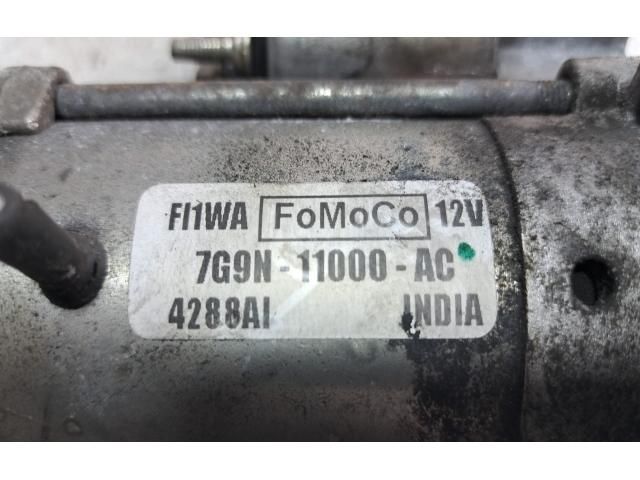 FI1WA FoMoCo 12V
7G9N - 11000 - AC
4288AI INDIA